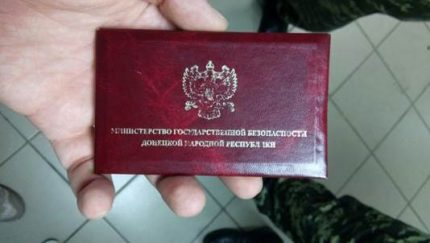 МИНИСТЕРСТВО ГОСУДАРСТВЕННОЙ БЕЗОПАСНОСТИ
ДОНЕЦКОЙ НАРОДНОЙ РЕСПУБЛИКИ